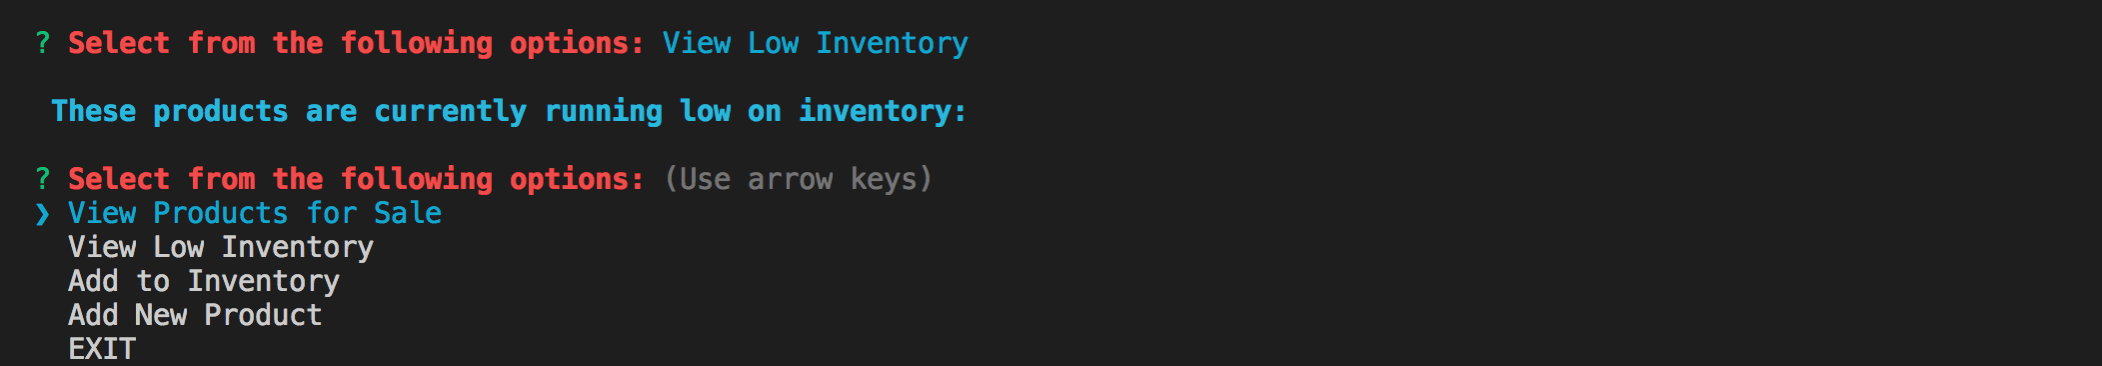 ? Select from the following options: View Low Inventory
These products are currently running low on inventory:
? Select from the following options: (Use arrow keys)
❯ View Products for Sale
View Low Inventory
Add to Inventory
Add New Product
EXIT